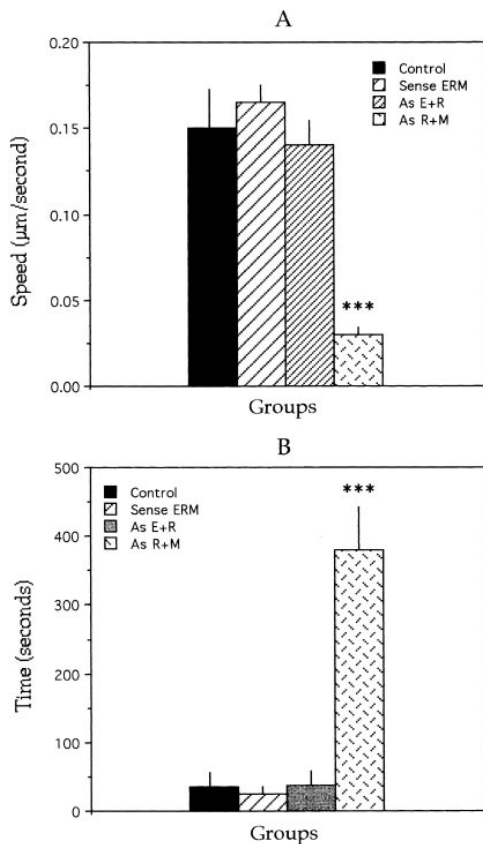 A
0.20
0.15
0.10
0.05
0.00
Speed (μm/second)
Control
Sense ERM
As E+R
As R+M
***
Groups
B
500
400
300
200
100
0
Time (seconds)
Control
Sense ERM
As E+R
As R+M
***
Groups